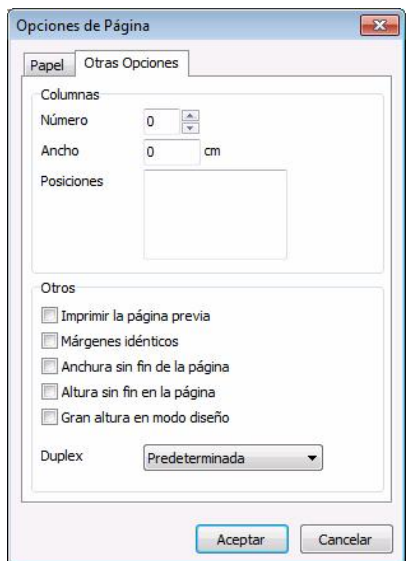 Opciones de Página
Papel Otras Opciones
Columnas
Número 0
Ancho 0 cm
Posiciones
Otros
Imprimir la página previa
Márgenes idénticos
Anchura sin fin de la página
Altura sin fin en la página
Gran altura en modo diseño
Duplex Predeterminada
Aceptar Cancelar